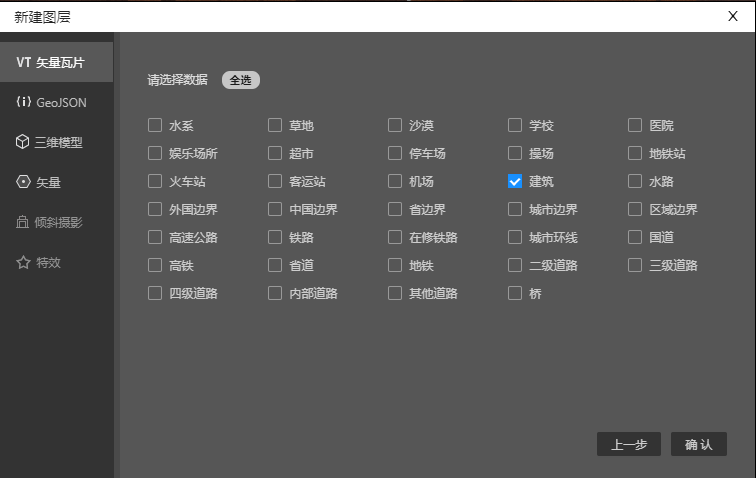 新建图层 X
VT 矢量瓦片
GeoJSON
三维模型
矢量
倾斜摄影
特效
请选择数据 全选
水系 草地 沙漠 学校 医院
娱乐场所 超市 停车场 操场 地铁站
火车站 客运站 机场 建筑 水路
外国边界 中国边界 省边界 城市边界 区域边界
高速公路 铁路 在修铁路 城市环线 国道
高铁 省道 地铁 二级道路 三级道路
四级道路 内部道路 其他道路 桥
上一步 确认